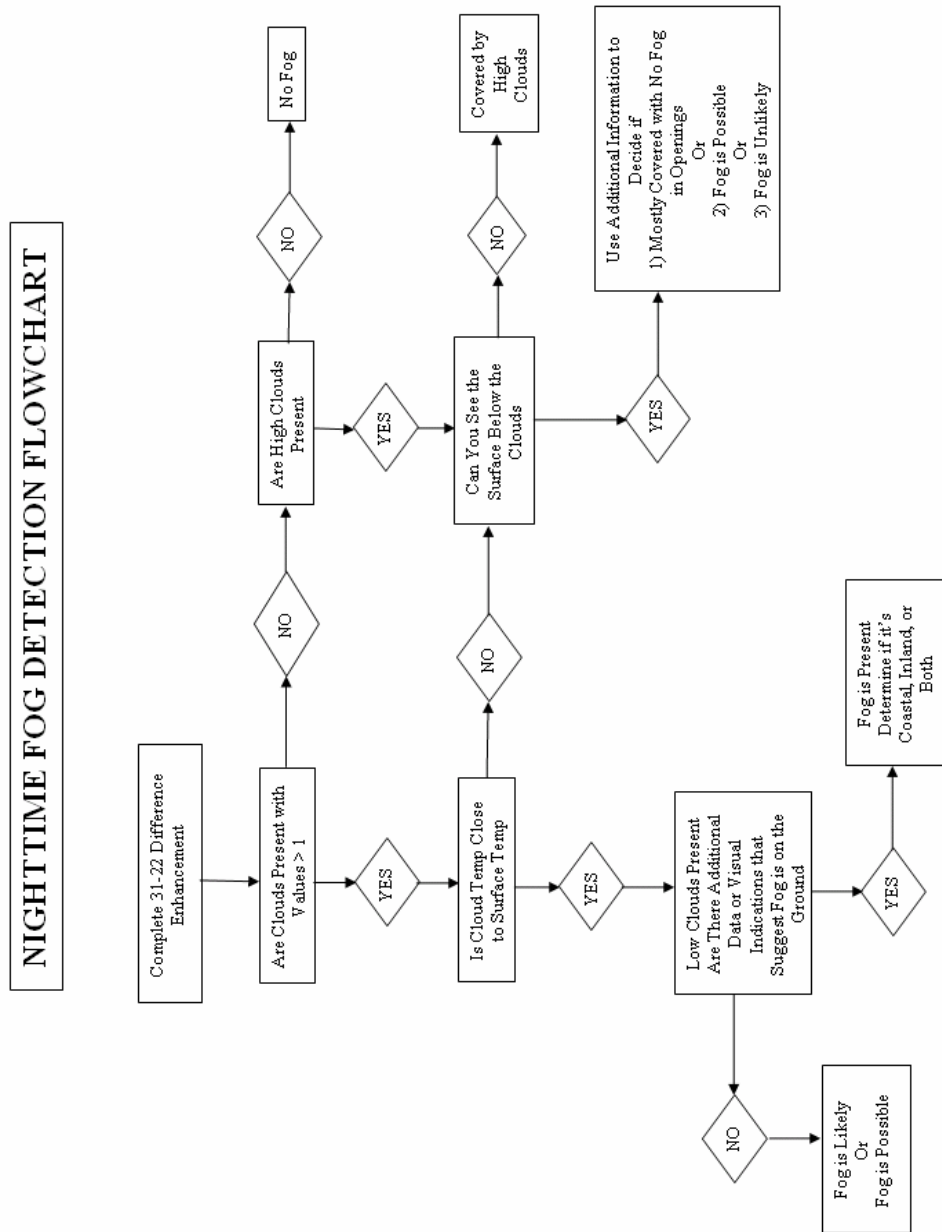 NIGHTTIME FOG DETECTION FLOWCHART
Complete 31-22 Difference
Enhancement
Are Clouds Present with
Values > 1
NO
Are High Clouds
Present
NO
No Fog
YES
YES
Is Cloud Temp Close
to Surface Temp
NO
Can You See the
Surface Below the
Clouds
NO
Covered by
High
Clouds
YES
YES
Low Clouds Present
Are There Additional
Data or Visual
Indications that
Suggest Fog is on the
Ground
Use Additional Information to
Decide if
1) Mostly Covered with No Fog
in Openings
Or
2) Fog is Possible
Or
3) Fog is Unlikely
NO
YES
Fog is Likely
Or
Fog is Possible
Fog is Present
Determine if it's
Coastal, Inland, or
Both